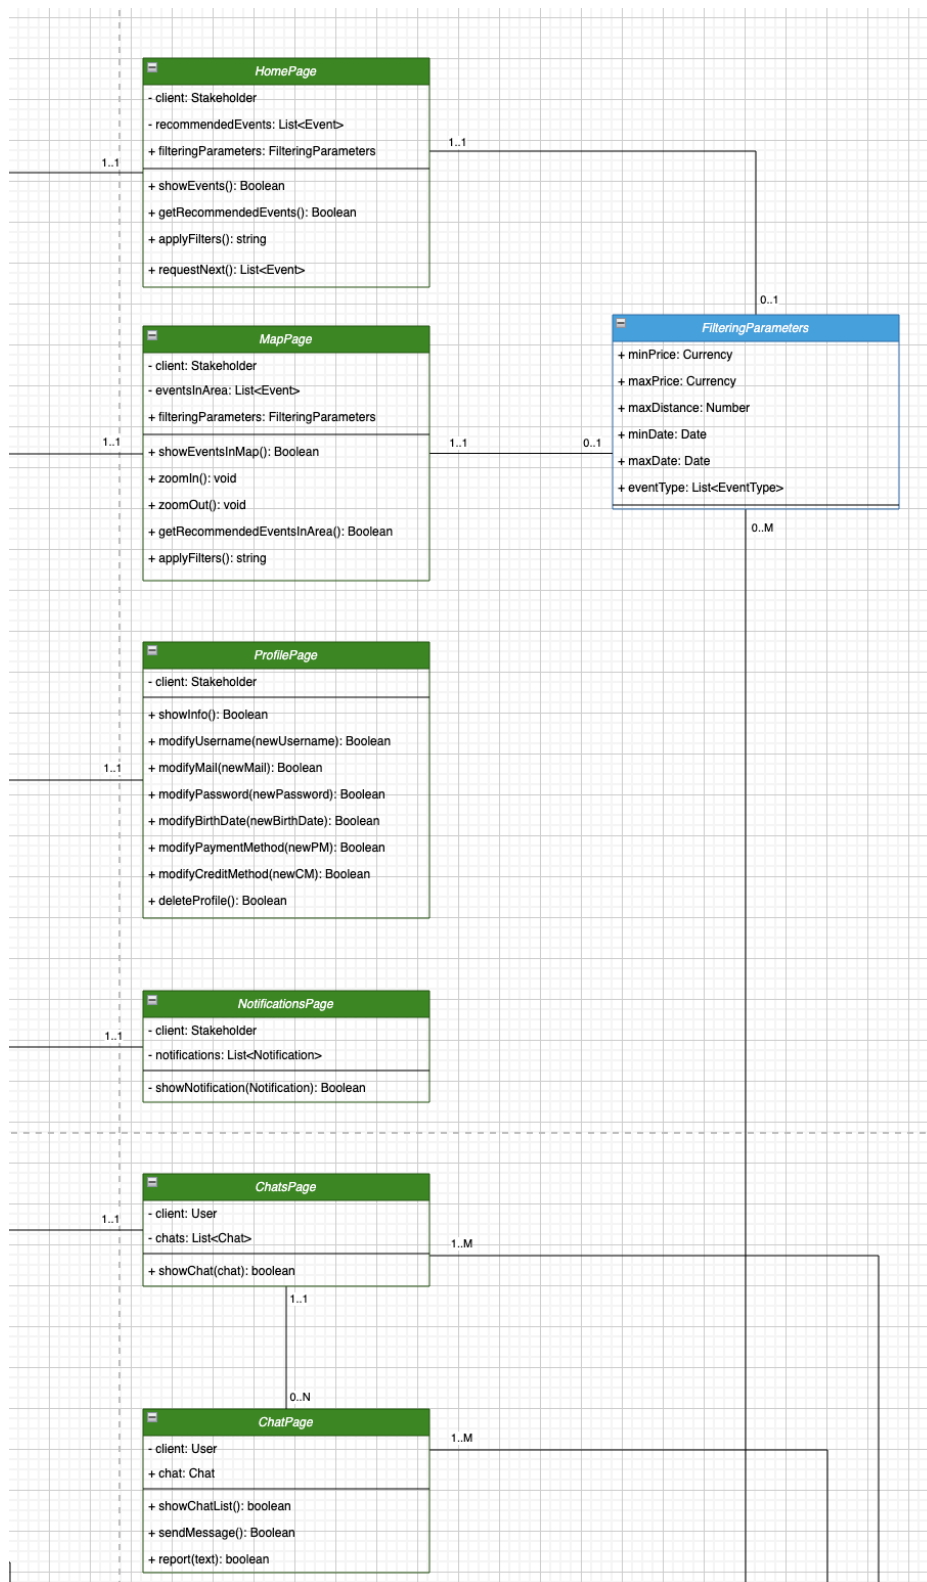 HomePage
- client: Stakeholder
- recommendedEvents: List<Event>
+ filteringParameters: FilteringParameters
1..1
1..1
+ showEvents(): Boolean
+ getRecommendedEvents(): Boolean
+ applyFilters(): string
+ requestNext(): List<Event>
0..1
FilteringParameters
+ minPrice: Currency
+ maxPrice: Currency
+ maxDistance: Number
+ minDate: Date
+ maxDate: Date
+ eventType: List<EventType>
0..M
MapPage
- client: Stakeholder
- eventsInArea: List<Event>
+ filteringParameters: FilteringParameters
1..1
1..1
0..1
+ showEventsInMap(): Boolean
+ zoomIn(): void
+ zoomOut(): void
+ getRecommendedEventsInArea(): Boolean
+ applyFilters(): string
ProfilePage
- client: Stakeholder
+ showInfo(): Boolean
+ modifyUsername(newUsername): Boolean
1..1
+ modifyMail(newMail): Boolean
+ modifyPassword(newPassword): Boolean
+ modifyBirthDate(newBirthDate): Boolean
+ modifyPaymentMethod(newPM): Boolean
+ modifyCreditMethod(newCM): Boolean
+ deleteProfile(): Boolean
NotificationsPage
- client: Stakeholder
1..1
- notifications: List<Notification>
- showNotification(Notification): Boolean
ChatsPage
- client: User
1..1
- chats: List<Chat>
1..M
+ showChat(chat): boolean
1..1
0..N
ChatPage
1..M
- client: User
+ chat: Chat
+ showChatList(): boolean
+ sendMessage(): Boolean
+ report(text): boolean